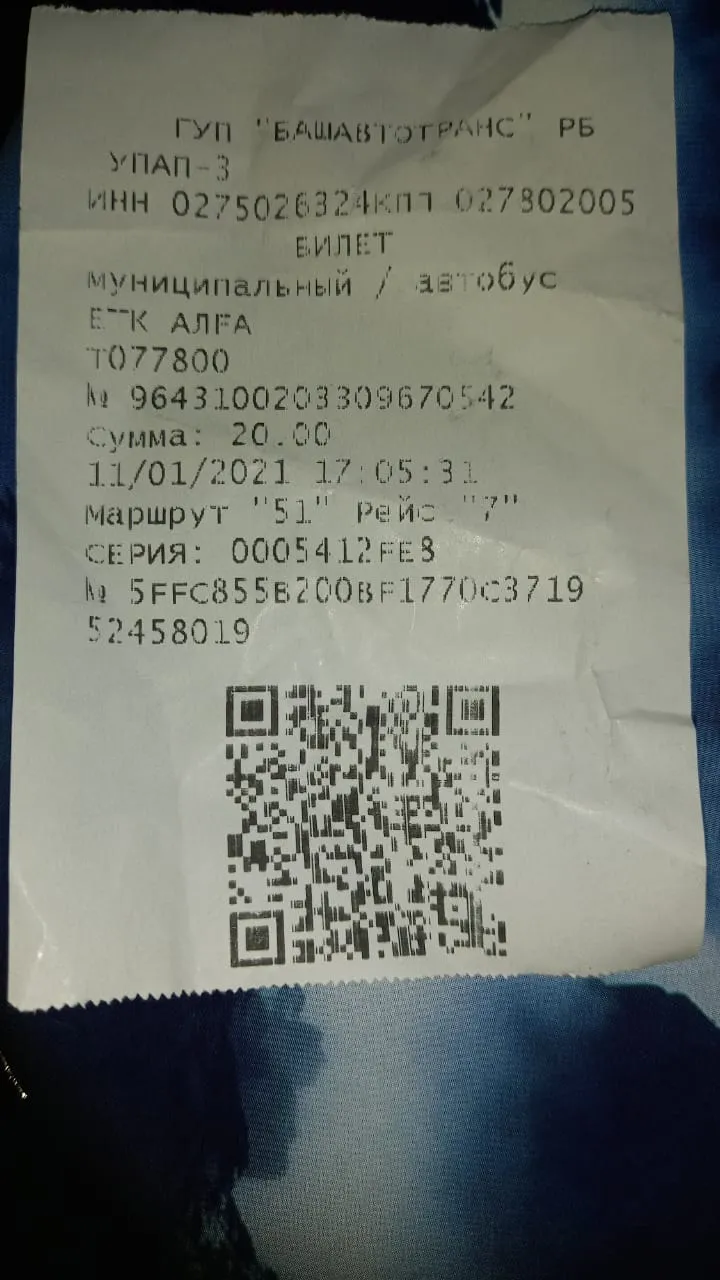 ГУП "БАШАВТОТРАНС" РБ
УПАП-3
ИНН 0275026324КПП 027802005
БИЛЕТ
муниципальный / автобус
ЕТК АЛГА
Т077800
№ 9643100203309670542
Сумма: 20.00
11/01/2021 17:05:31
Маршрут "51" Рейс "7"
СЕРИЯ: 0005412FE8
№ 5FFC855B200BF1770C3719
52458019